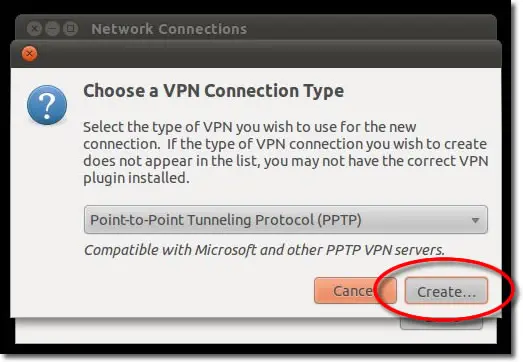 Network Connections
Choose a VPN Connection Type
Select the type of VPN you wish to use for the new
connection.  If the type of VPN connection you wish to create
does not appear in the list, you may not have the correct VPN
plugin installed.
Point-to-Point Tunneling Protocol (PPTP)
Compatible with Microsoft and other PPTP VPN servers.
Cancel Create...